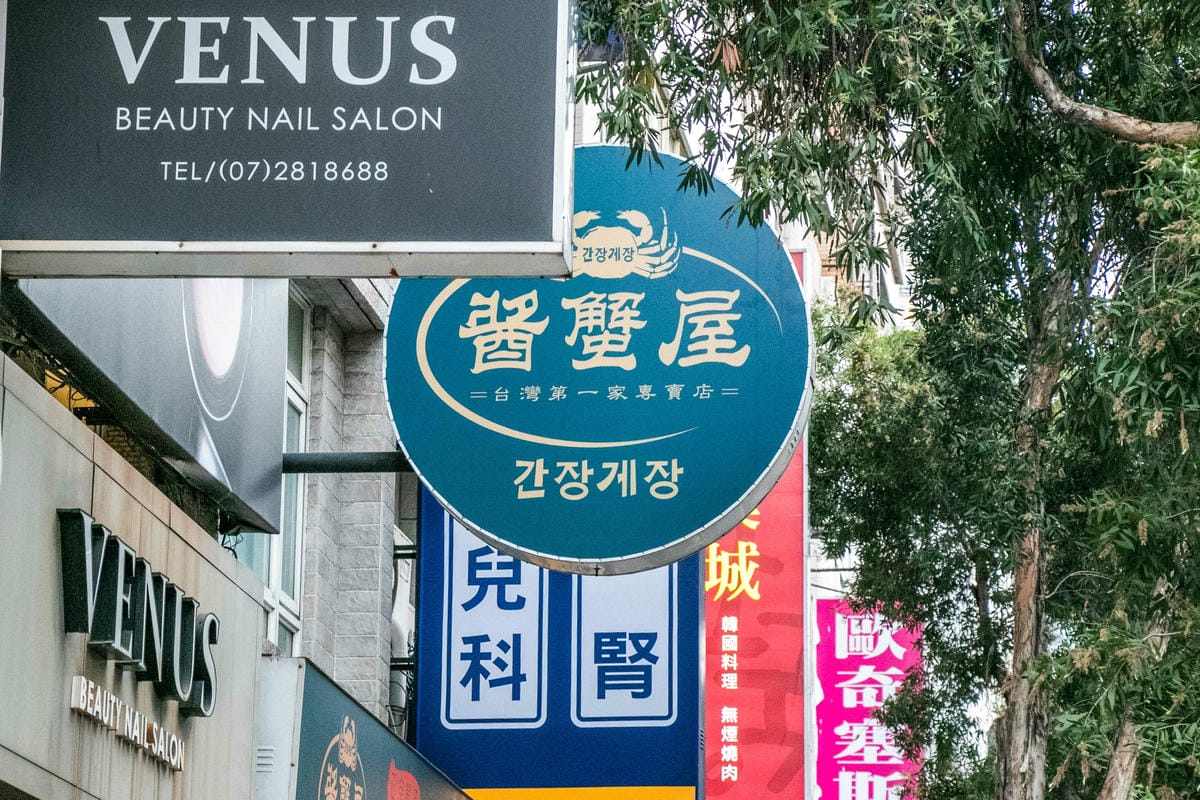 VENUS
BEAUTY NAIL SALON
TEL/(07)2818688
간장게장
醬蟹屋
=台灣第一家專賣店=
간장게장
VENUS
BEAUTY NAIL SALON
兒科
腎
城
韓國料理 無煙燒肉
歐奇塞斯